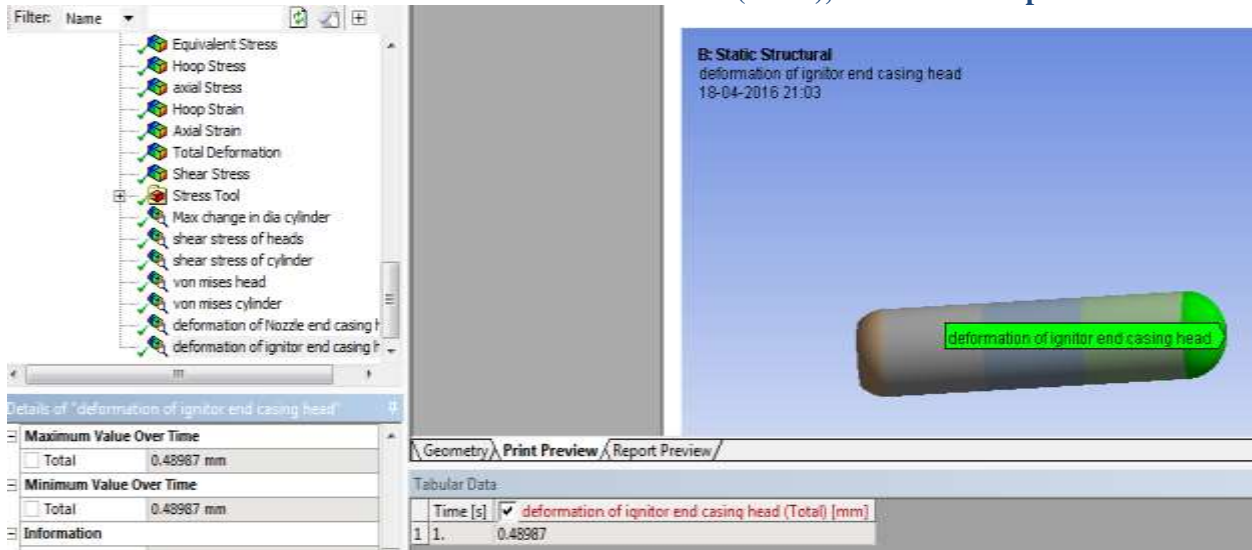 Filter: Name
Equivalent Stress
Hoop Stress
axial Stress
Hoop Strain
Axial Strain
Total Deformation
Shear Stress
Stress Tool
Max change in dia cylinder
shear stress of heads
shear stress of cylinder
von mises head
von mises cylinder
deformation of Nozzle end casing h
deformation of ignitor end casing h
Details of "deformation of ignitor end casing head"
Maximum Value Over Time
Total 0.48987 mm
Minimum Value Over Time
Total 0.48987 mm
Information
B: Static Structural
deformation of ignitor end casing head
18-04-2016 21:03
deformation of ignitor end casing head
Geometry Print Preview Report Preview
Tabular Data
Time [s] deformation of ignitor end casing head (Total) [mm]
1 1. 0.48987